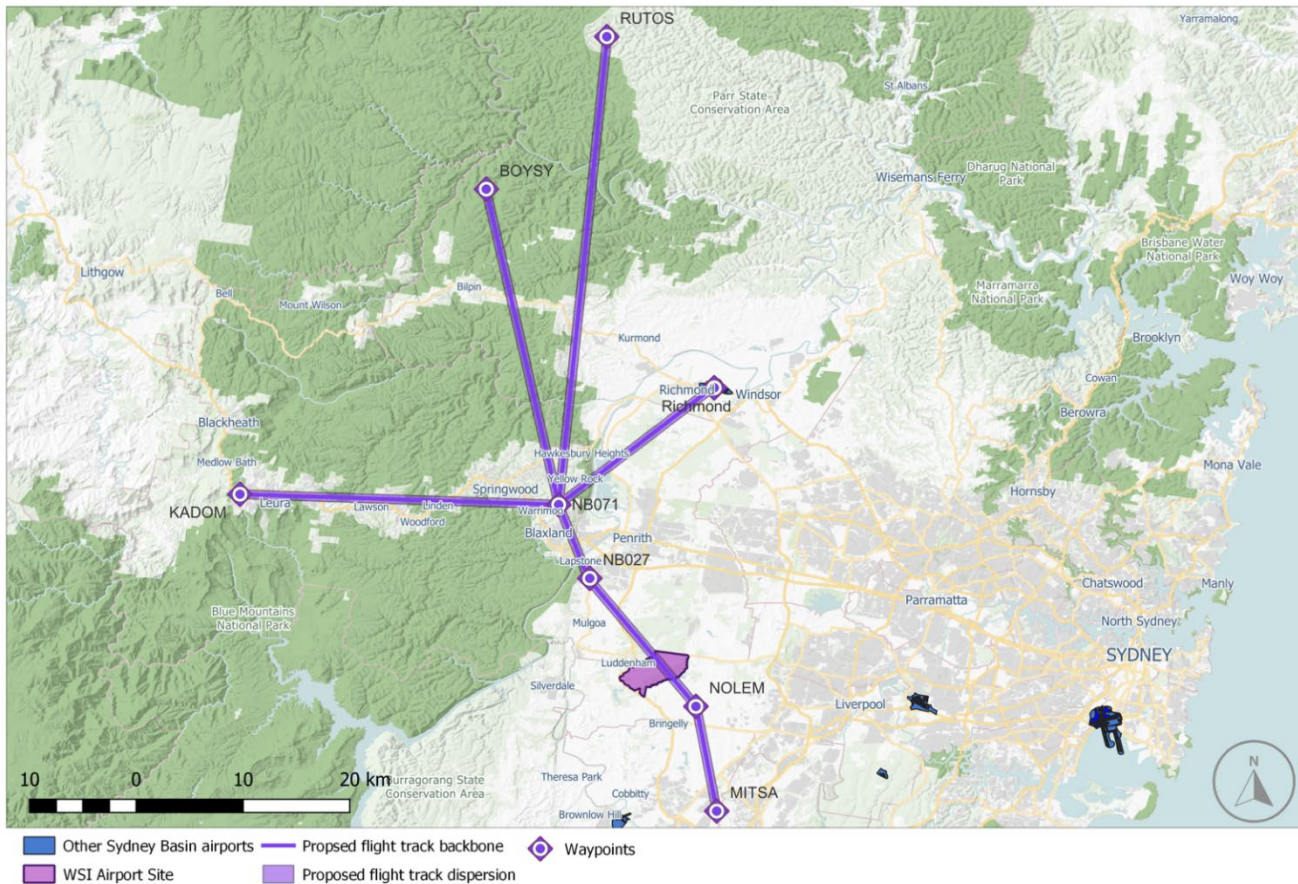 RUTOS
Yarramalong
St Albans
Parr State
Conservation Area
BOYSY
Dharug National
Park
Wisemans Ferry
Brisbane Water
National Park
Lithgow
Woy Woy
Bell
Bilpin
Mount Wilson
Marramarra
National Park
Kurmond
Brooklyn
Cowan
Richmond
Windsor
Richmond
Berowra
Blackheath
Hawkesbury Heights
Medlow Bath
Mona Vale
Yellow Rock
Springwood
Hornsby
KADOM
Leura
Lawson
Linden
Warrimoo
NB071
Woodford
Blaxland
Penrith
Lapstone
NB027
Chatswood
Manly
Parramatta
Blue Mountains
National Park
Mulgoa
North Sydney
SYDNEY
Luddenham
Silverdale
NOLEM
Liverpool
Bringelly
10 0 10 20 km
Burragorang State
Conservation Area
Theresa Park
Cobbitty
MITSA
Brownlow Hill
N
Other Sydney Basin airports
Propsed flight track backbone
Waypoints
WSI Airport Site
Proposed flight track dispersion